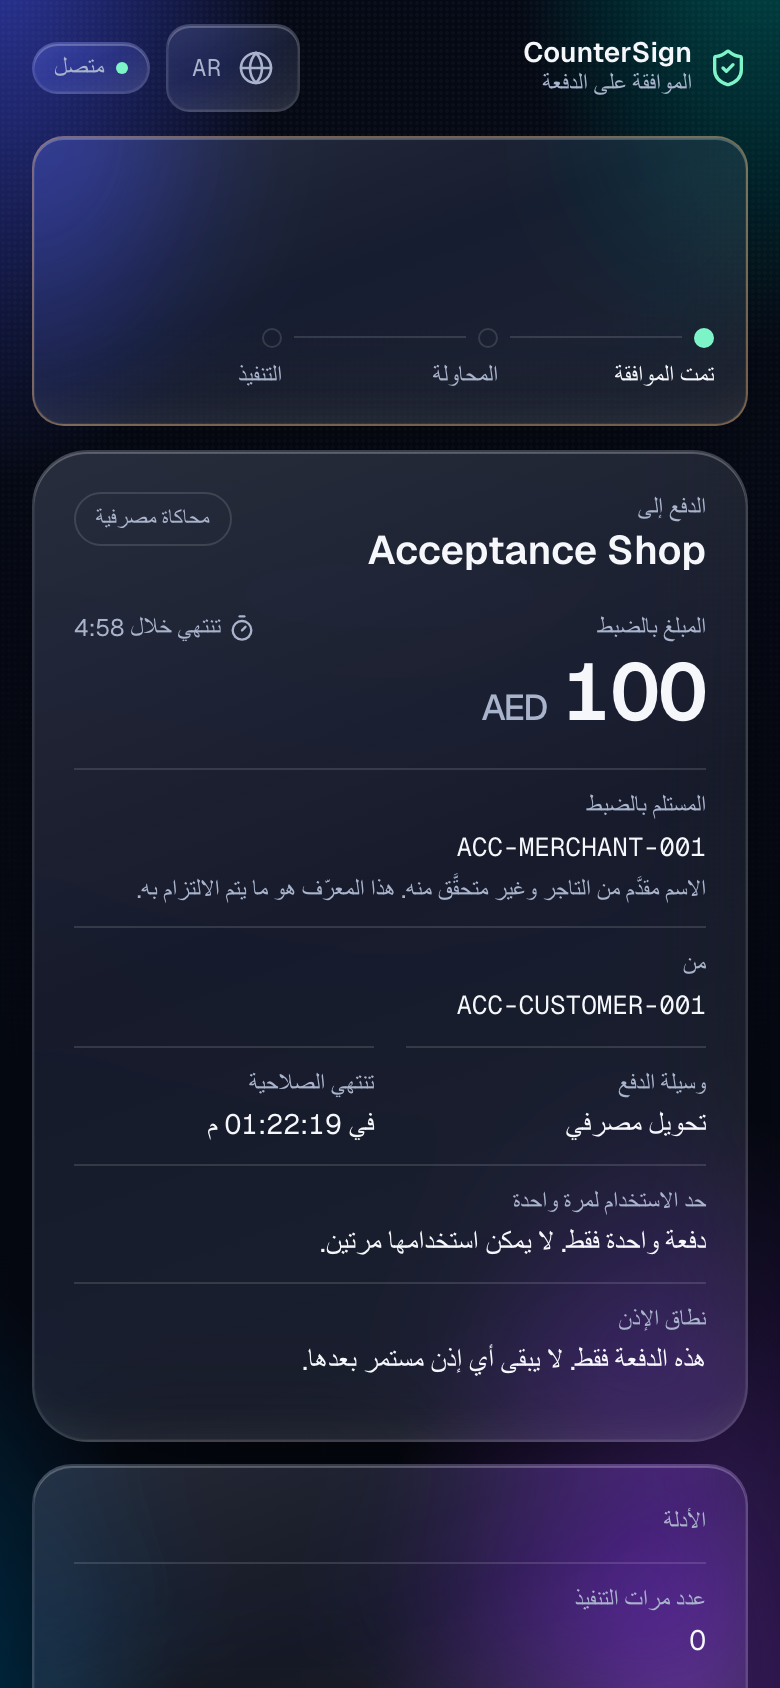 CounterSign
الموافقة على الدفعة
AR
متصل
تمت الموافقة
المحاولة
التنفيذ
الدفع إلى
محاكاة مصرفية
Acceptance Shop
المبلغ بالضبط
تنتهي خلال 4:58
100 AED
المستلم بالضبط
ACC-MERCHANT-001
الاسم مقدَّم من التاجر وغير متحقَّق منه. هذا المعرّف هو ما يتم الالتزام به.
من
ACC-CUSTOMER-001
وسيلة الدفع
تنتهي الصلاحية
تحويل مصرفي
في 01:22:19 م
حد الاستخدام لمرة واحدة
دفعة واحدة فقط. لا يمكن استخدامها مرتين.
نطاق الإذن
هذه الدفعة فقط. لا يبقى أي إذن مستمر بعدها.
الأدلة
عدد مرات التنفيذ
0